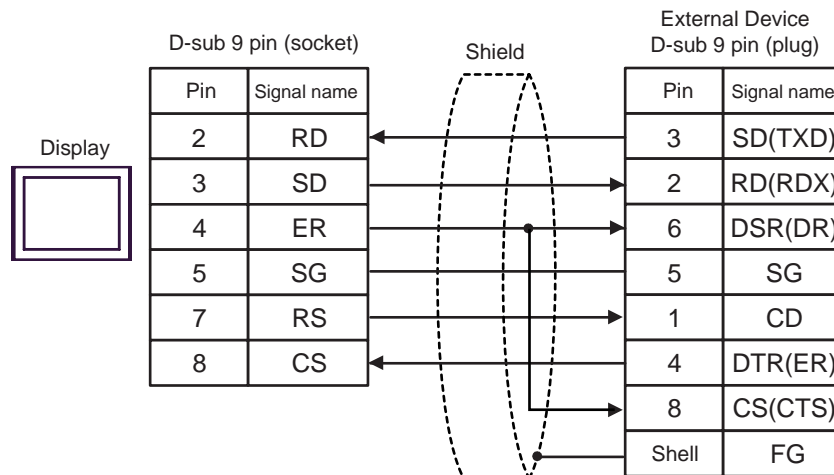 External Device
D-sub 9 pin (socket)
D-sub 9 pin (plug)
Shield
Pin Signal name
Pin Signal name
Display
2 RD
3 SD(TXD)
3 SD
2 RD(RDX)
4 ER
6 DSR(DR)
5 SG
5 SG
7 RS
1 CD
8 CS
4 DTR(ER)
8 CS(CTS)
Shell FG